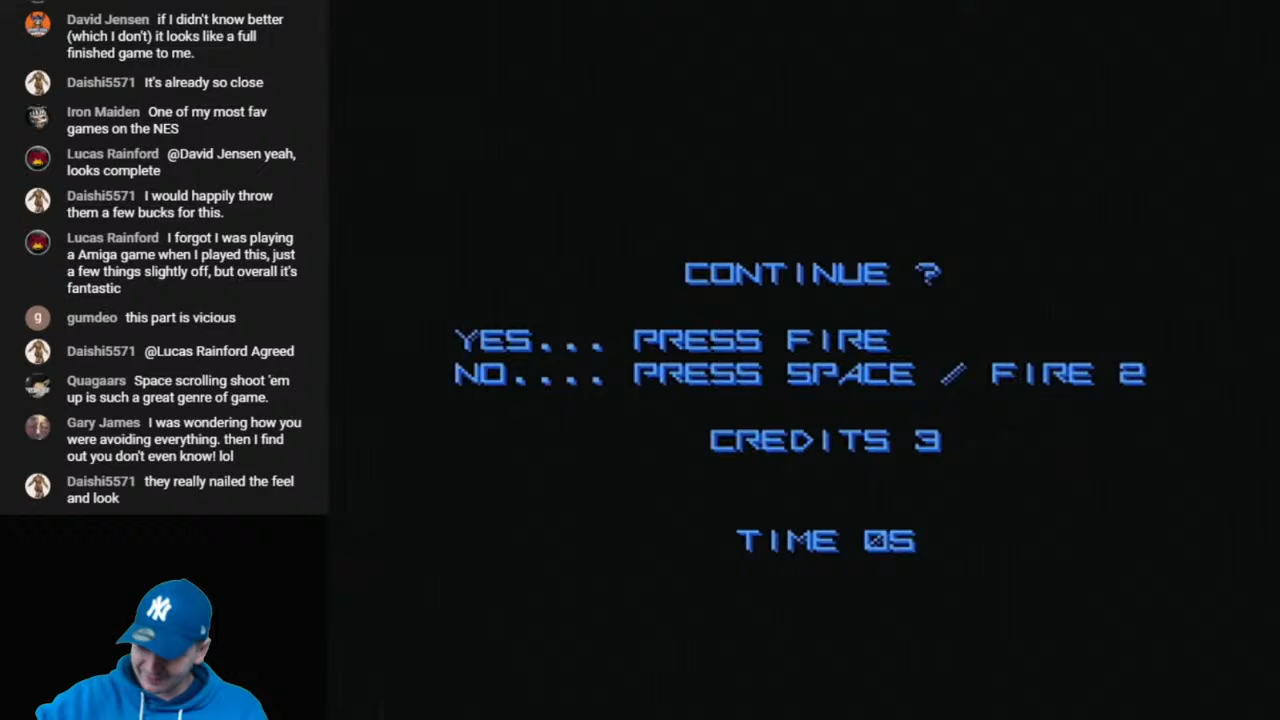 David Jensen if I didn't know better
(which I don't) it looks like a full
finished game to me.
Daishi5571 It's already so close
Iron Maiden One of my most fav
games on the NES
Lucas Rainford @David Jensen yeah,
looks complete
Daishi5571 I would happily throw
them a few bucks for this.
Lucas Rainford I forgot I was playing
a Amiga game when I played this, just
a few things slightly off, but overall it's
fantastic
g gumdeo this part is vicious
Daishi5571 @Lucas Rainford Agreed
Quagaars Space scrolling shoot 'em
up is such a great genre of game.
Gary James I was wondering how you
were avoiding everything. then I find
out you don't even know! lol
Daishi5571 they really nailed the feel
and look
CONTINUE ?
YES... PRESS FIRE
NO.... PRESS SPACE / FIRE 2
CREDITS 3
TIME 05
NY